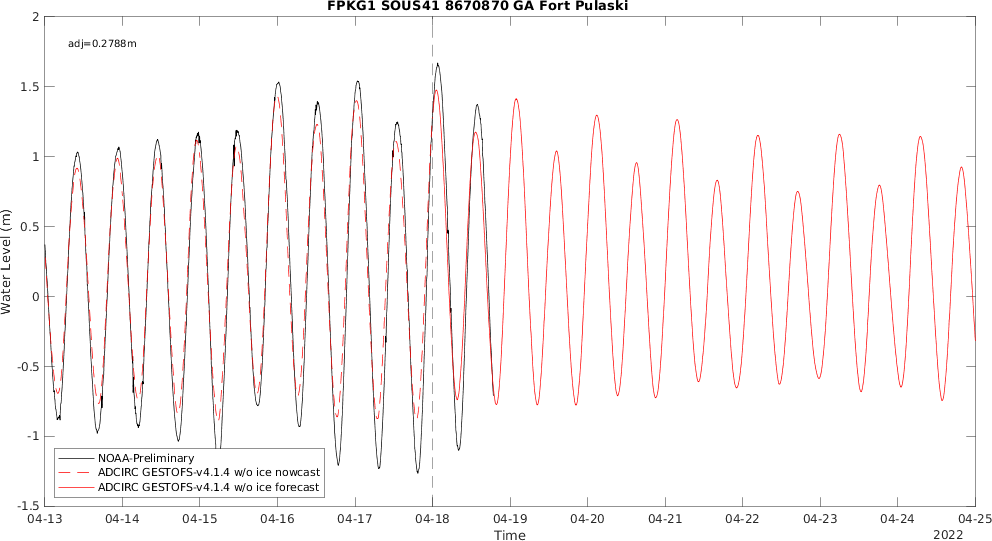 FPKG1 SOUS41 8670870 GA Fort Pulaski
adj=0.2788m
2
1.5
1
0.5
0
-0.5
-1
-1.5
Water Level (m)
NOAA-Preliminary
ADCIRC GESTOFS-v4.1.4 w/o ice nowcast
ADCIRC GESTOFS-v4.1.4 w/o ice forecast
04-13 04-14 04-15 04-16 04-17 04-18 04-19 04-20 04-21 04-22 04-23 04-24 04-25
Time
2022